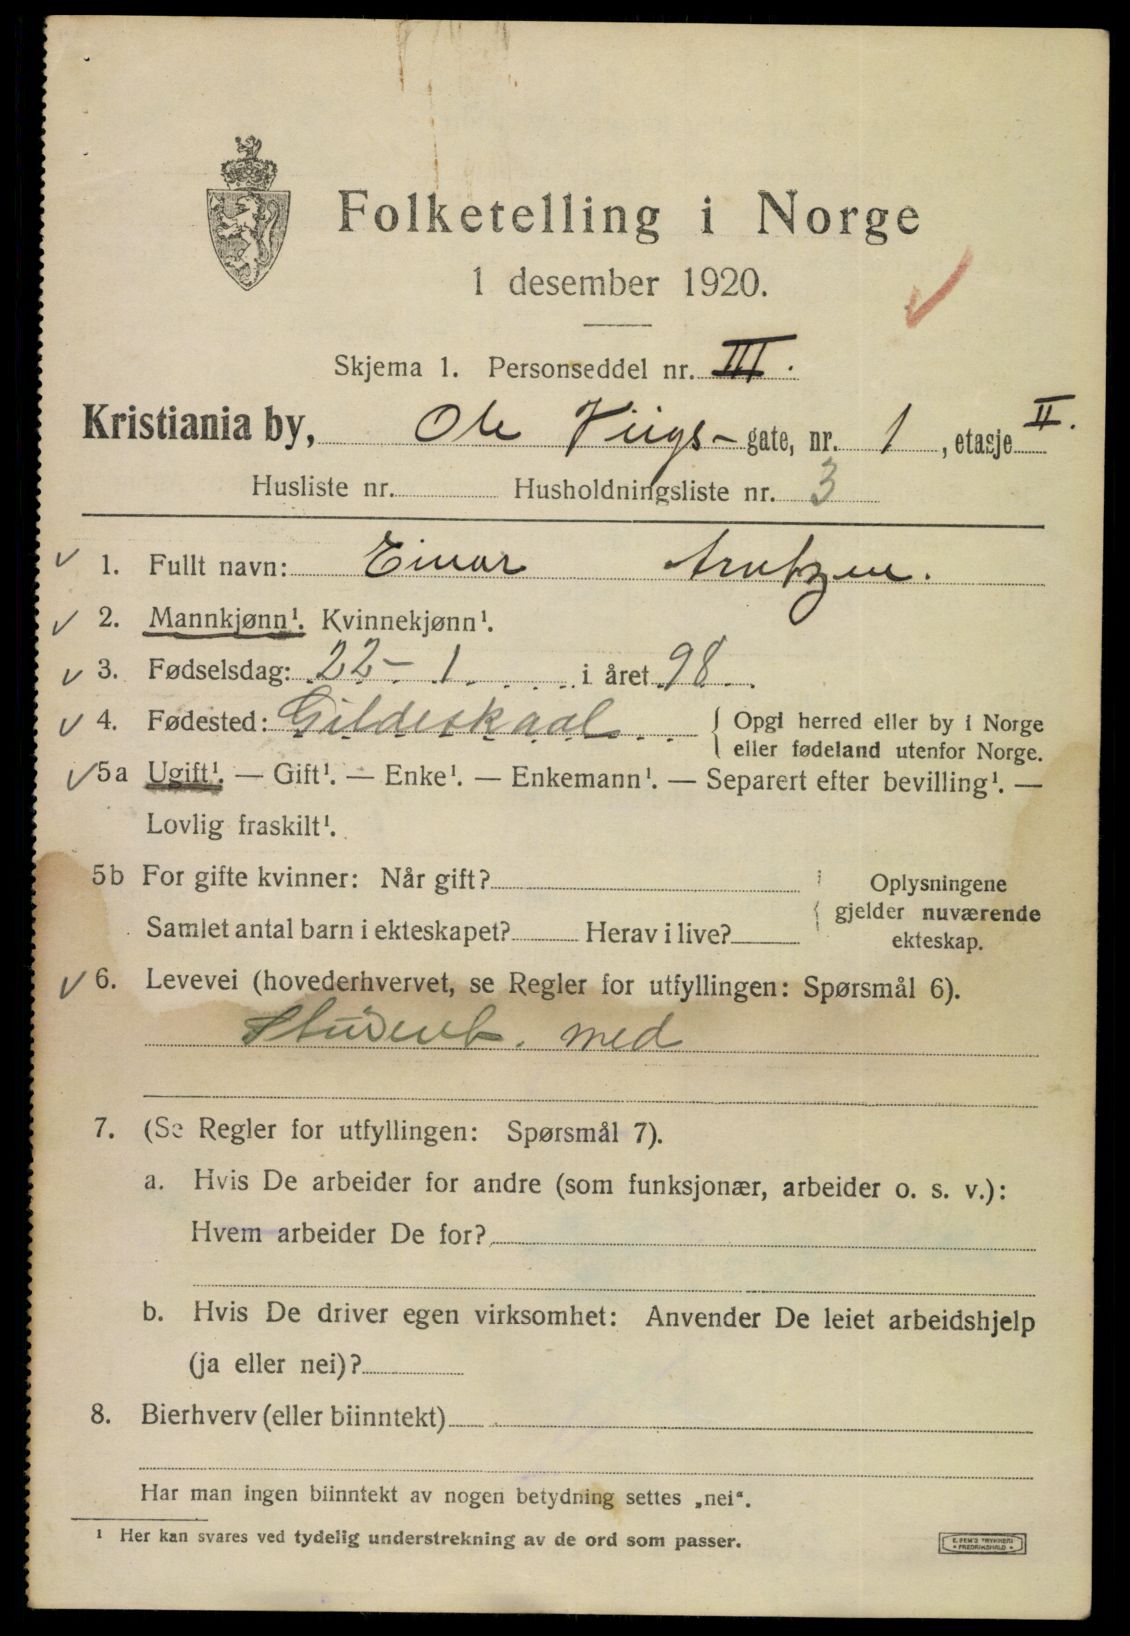 Folketelling i Norge
1 desember 1920.
Skjema 1. Personseddel nr. III.
Kristiania by, Ole Viigs-gate, nr. 1, etasje II.
Husliste nr. Husholdningsliste nr. 3
1. Fullt navn: Einar Arntzen.
2. Mannkjønn¹. Kvinnekjønn¹.
3. Fødselsdag: 22-1 i året 98
4. Fødested: Gildeskaal { Opgi herred eller by i Norge
eller fødeland utenfor Norge.
5a Ugift¹. — Gift¹. — Enke¹. — Enkemann¹. — Separert efter bevilling¹. —
Lovlig fraskilt¹.
5b For gifte kvinner: Når gift? Oplysningene
gjelder nuværende
Samlet antal barn i ekteskapet? Herav i live? ekteskap.
6. Levevei (hovederhvervet, se Regler for utfyllingen: Spørsmål 6).
Student. med
7. (Se Regler for utfyllingen: Spørsmål 7).
a. Hvis De arbeider for andre (som funksjonær, arbeider o. s. v.):
Hvem arbeider De for?
b. Hvis De driver egen virksomhet: Anvender De leiet arbeidshjelp
(ja eller nei)?
8. Bierhverv (eller biinntekt)
Har man ingen biinntekt av nogen betydning settes „nei“.
¹ Her kan svares ved tydelig understrekning av de ord som passer.
E. SEM'S TRYKKERI
• FREDRIKSHALD •